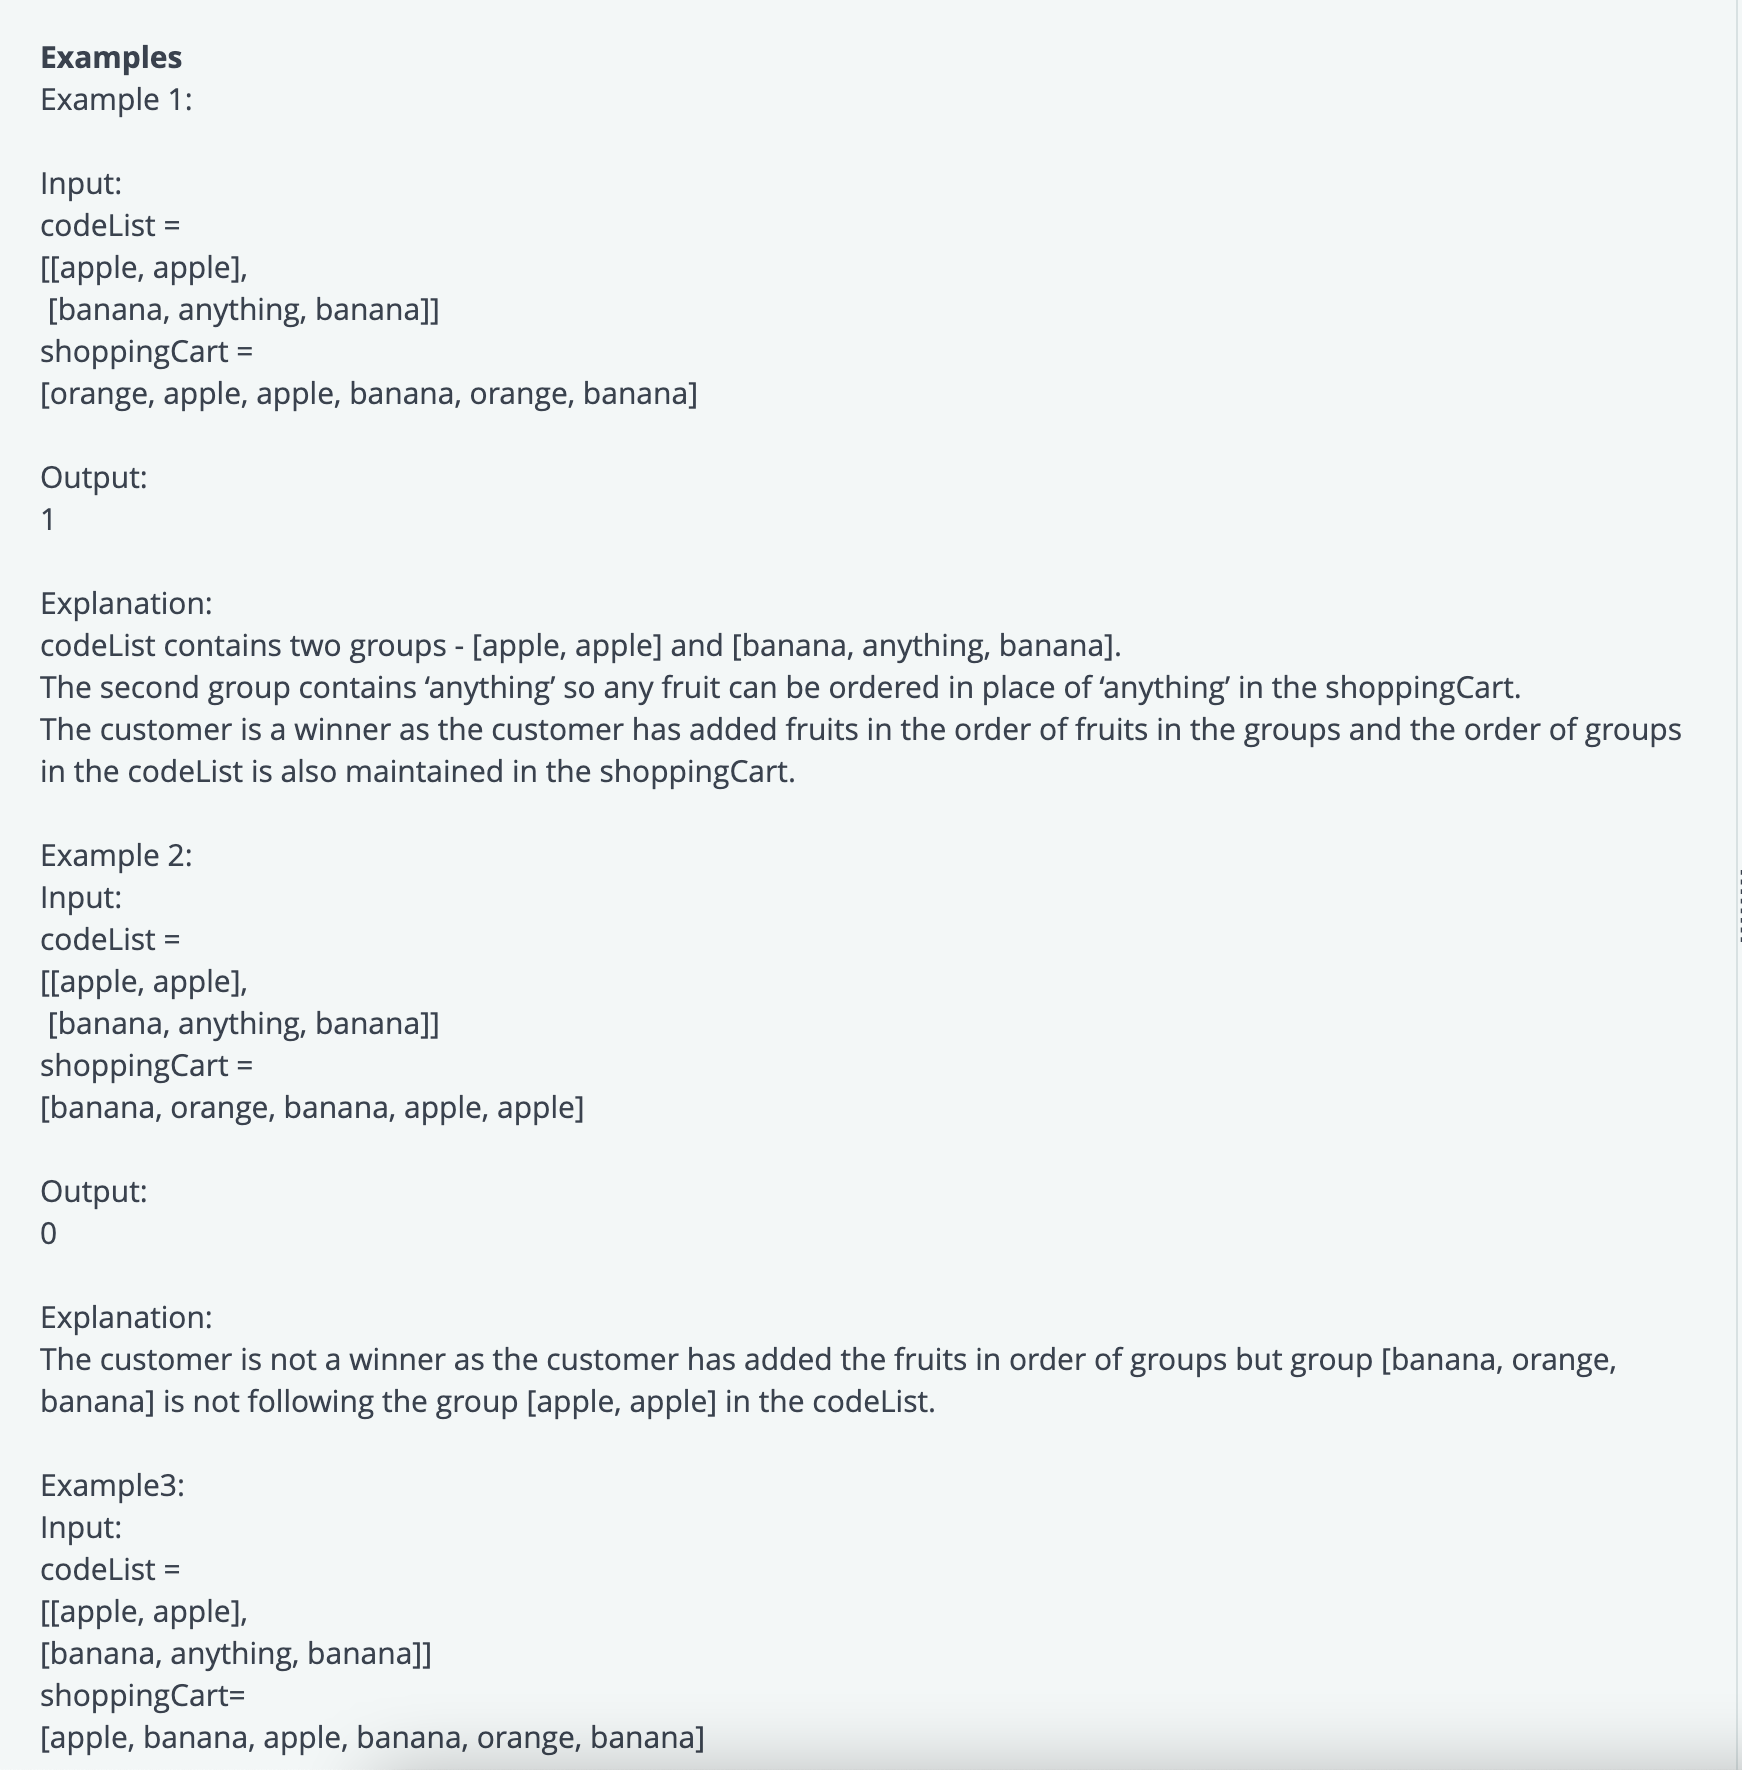 Examples
Example 1:
Input:
codeList =
[[apple, apple],
[banana, anything, banana]]
shoppingCart =
[orange, apple, apple, banana, orange, banana]
Output:
1
Explanation:
codeList contains two groups - [apple, apple] and [banana, anything, banana].
The second group contains ‘anything’ so any fruit can be ordered in place of ‘anything’ in the shoppingCart.
The customer is a winner as the customer has added fruits in the order of fruits in the groups and the order of groups
in the codeList is also maintained in the shoppingCart.
Example 2:
Input:
codeList =
[[apple, apple],
[banana, anything, banana]]
shoppingCart =
[banana, orange, banana, apple, apple]
Output:
0
Explanation:
The customer is not a winner as the customer has added the fruits in order of groups but group [banana, orange,
banana] is not following the group [apple, apple] in the codeList.
Example3:
Input:
codeList =
[[apple, apple],
[banana, anything, banana]]
shoppingCart=
[apple, banana, apple, banana, orange, banana]